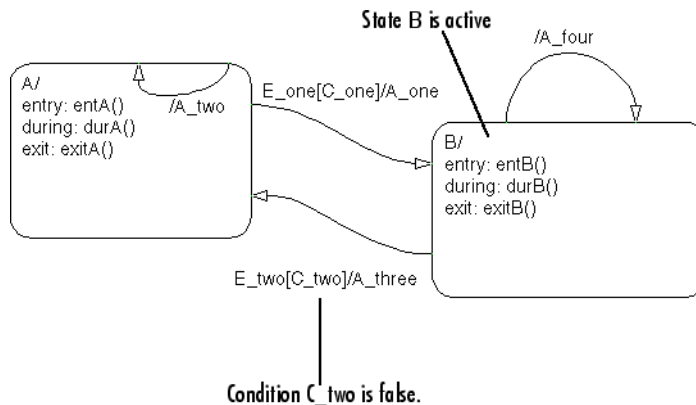 State B is active
/A_four
A/
entry: entA()
during: durA()
exit: exitA()
/A_two
E_one[C_one]/A_one
B/
entry: entB()
during: durB()
exit: exitB()
E_two[C_two]/A_three
Condition C_two is false.